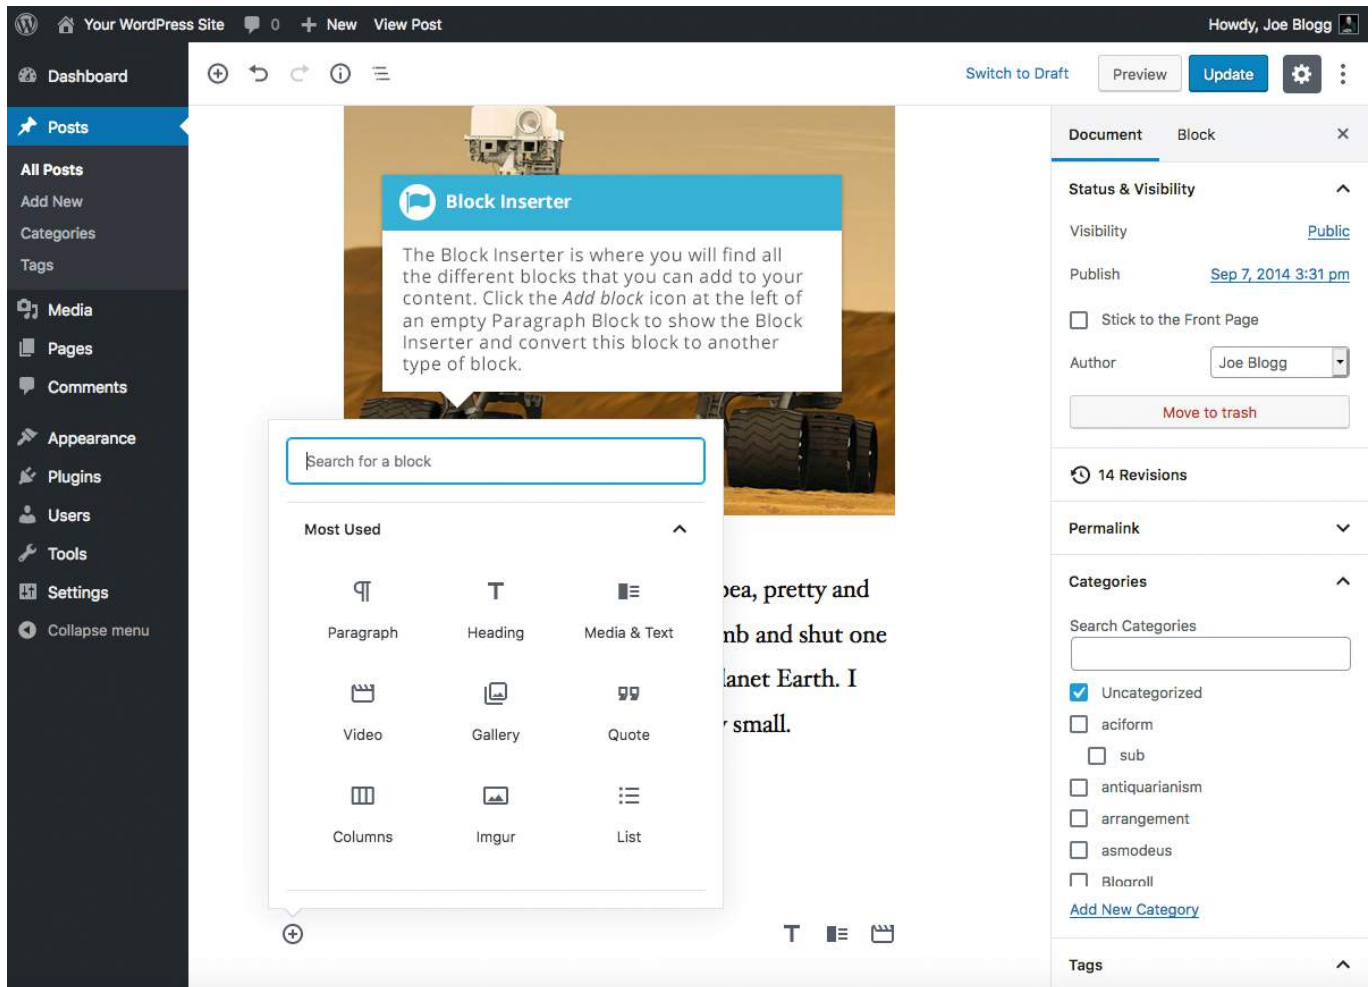 Your WordPress Site 0 New View Post Howdy, Joe Blogg
Dashboard
Posts
All Posts
Add New
Categories
Tags
Media
Pages
Comments
Appearance
Plugins
Users
Tools
Settings
Collapse menu
Switch to Draft Preview Update
Block Inserter
The Block Inserter is where you will find all
the different blocks that you can add to your
content. Click the Add block icon at the left of
an empty Paragraph Block to show the Block
Inserter and convert this block to another
type of block.
Search for a block
Most Used
Paragraph Heading Media & Text
Video Gallery Quote
Columns Imgur List
pretty and
and shut one
Earth. I
small.
Document Block
Status & Visibility
Visibility Public
Publish Sep 7, 2014 3:31 pm
Stick to the Front Page
Author Joe Blogg
Move to trash
14 Revisions
Permalink
Categories
Search Categories
Uncategorized
aciform
sub
antiquarianism
arrangement
asmodeus
Blogroll
Add New Category
Tags